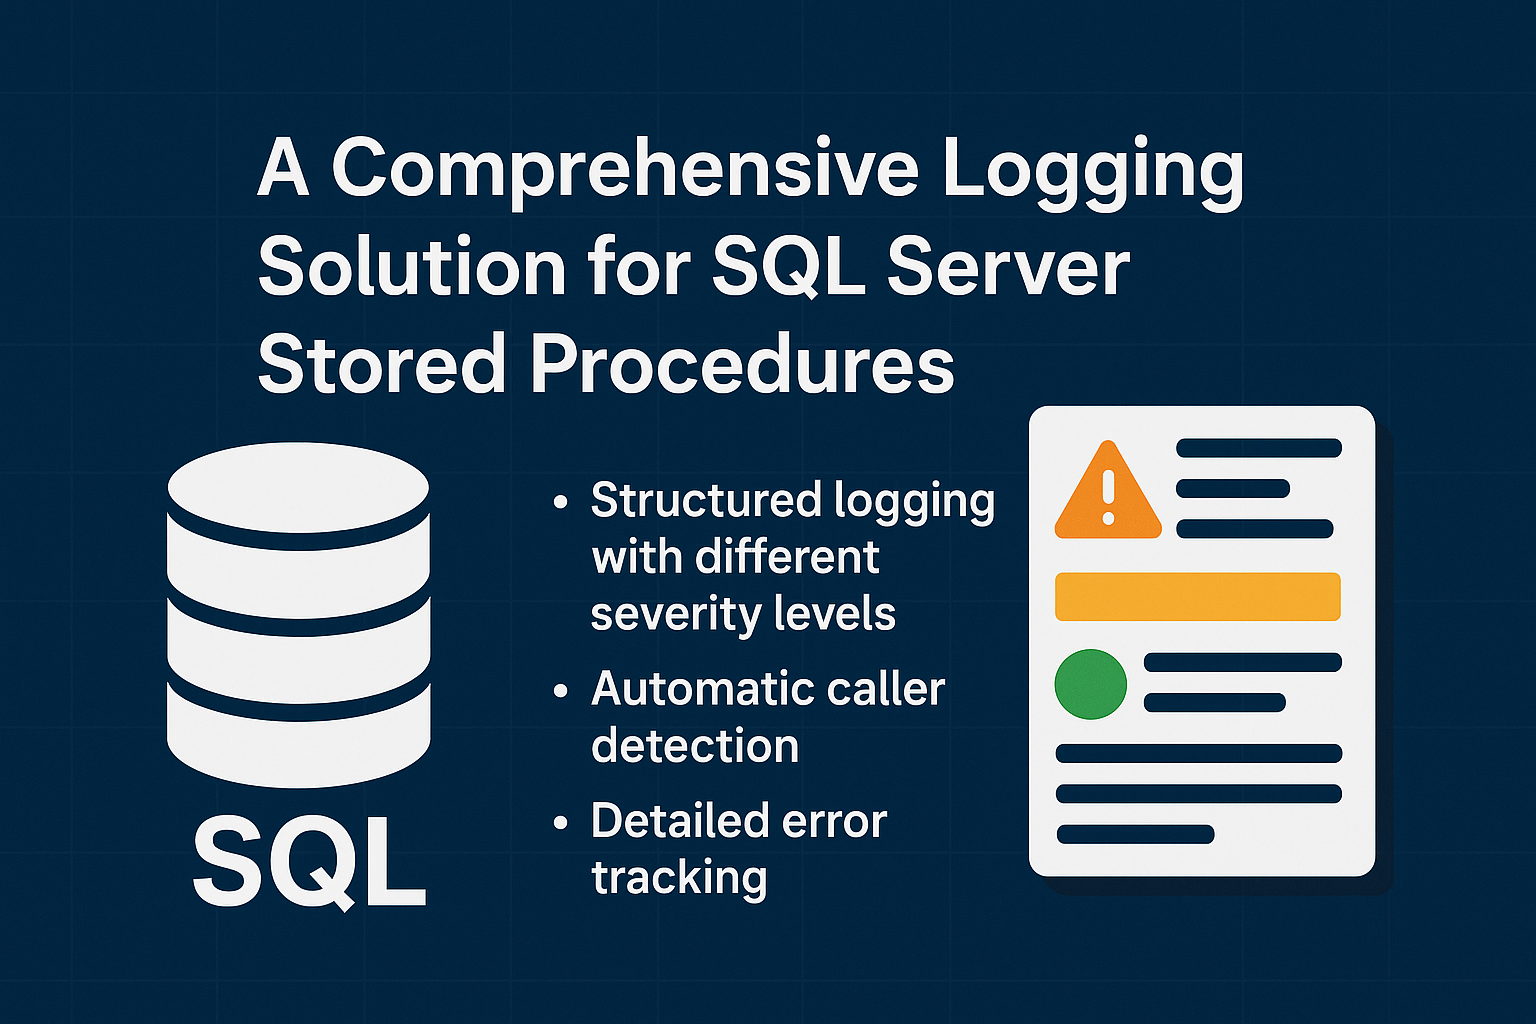 A Comprehensive Logging
Solution for SQL Server
Stored Procedures
• Structured logging
with different
severity levels
• Automatic caller
detection
• Detailed error
tracking
SQL